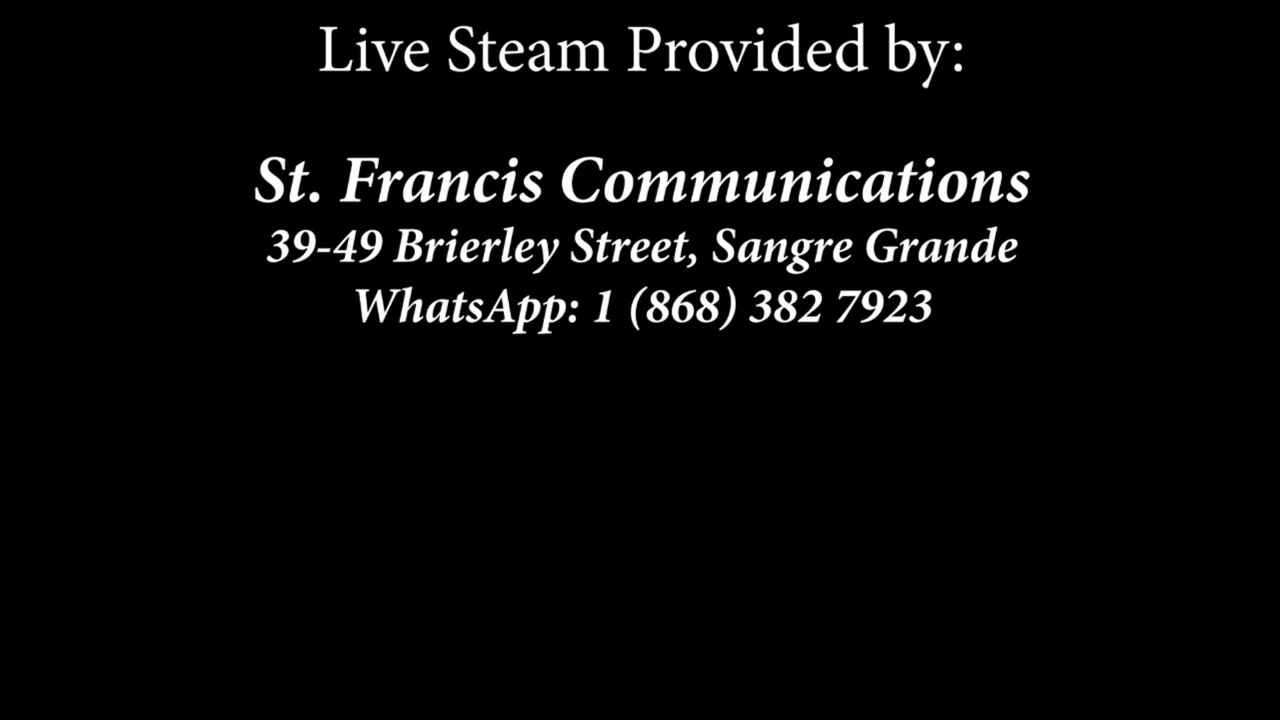 Live Steam Provided by:
St. Francis Communications
39-49 Brierley Street, Sangre Grande
WhatsApp: 1 (868) 382 7923